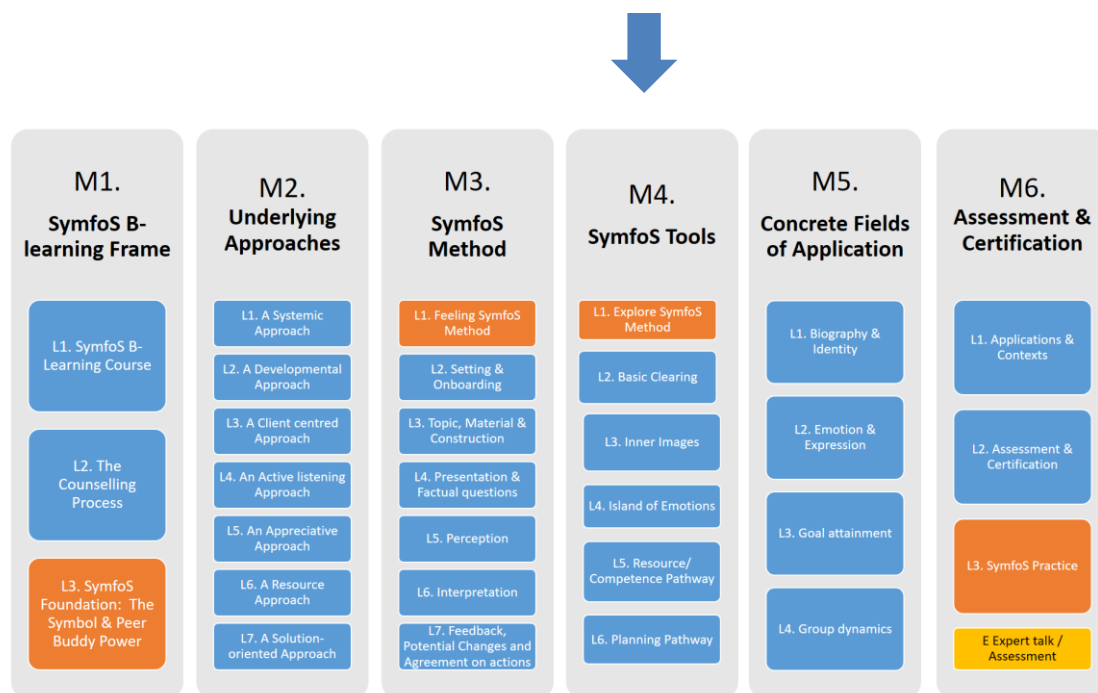 M1.
SymfoS B-
learning Frame
L1. SymfoS B-
Learning Course
L2. The
Counselling
Process
L3. SymfoS
Foundation: The
Symbol & Peer
Buddy Power
M2.
Underlying
Approaches
L1. A Systemic
Approach
L2. A Developmental
Approach
L3. A Client centred
Approach
L4. An Active listening
Approach
L5. An Appreciative
Approach
L6. A Resource
Approach
L7. A Solution-
oriented Approach
M3.
SymfoS
Method
L1. Feeling SymfoS
Method
L2. Setting &
Onboarding
L3. Topic, Material &
Construction
L4. Presentation &
Factual questions
L5. Perception
L6. Interpretation
L7. Feedback,
Potential Changes and
Agreement on actions
M4.
SymfoS Tools
L1. Explore SymfoS
Method
L2. Basic Clearing
L3. Inner Images
L4. Island of Emotions
L5. Resource/
Competence Pathway
L6. Planning Pathway
M5.
Concrete Fields
of Application
L1. Biography &
Identity
L2. Emotion &
Expression
L3. Goal attainment
L4. Group dynamics
M6.
Assessment &
Certification
L1. Applications &
Contexts
L2. Assessment &
Certification
L3. SymfoS Practice
E Expert talk /
Assessment